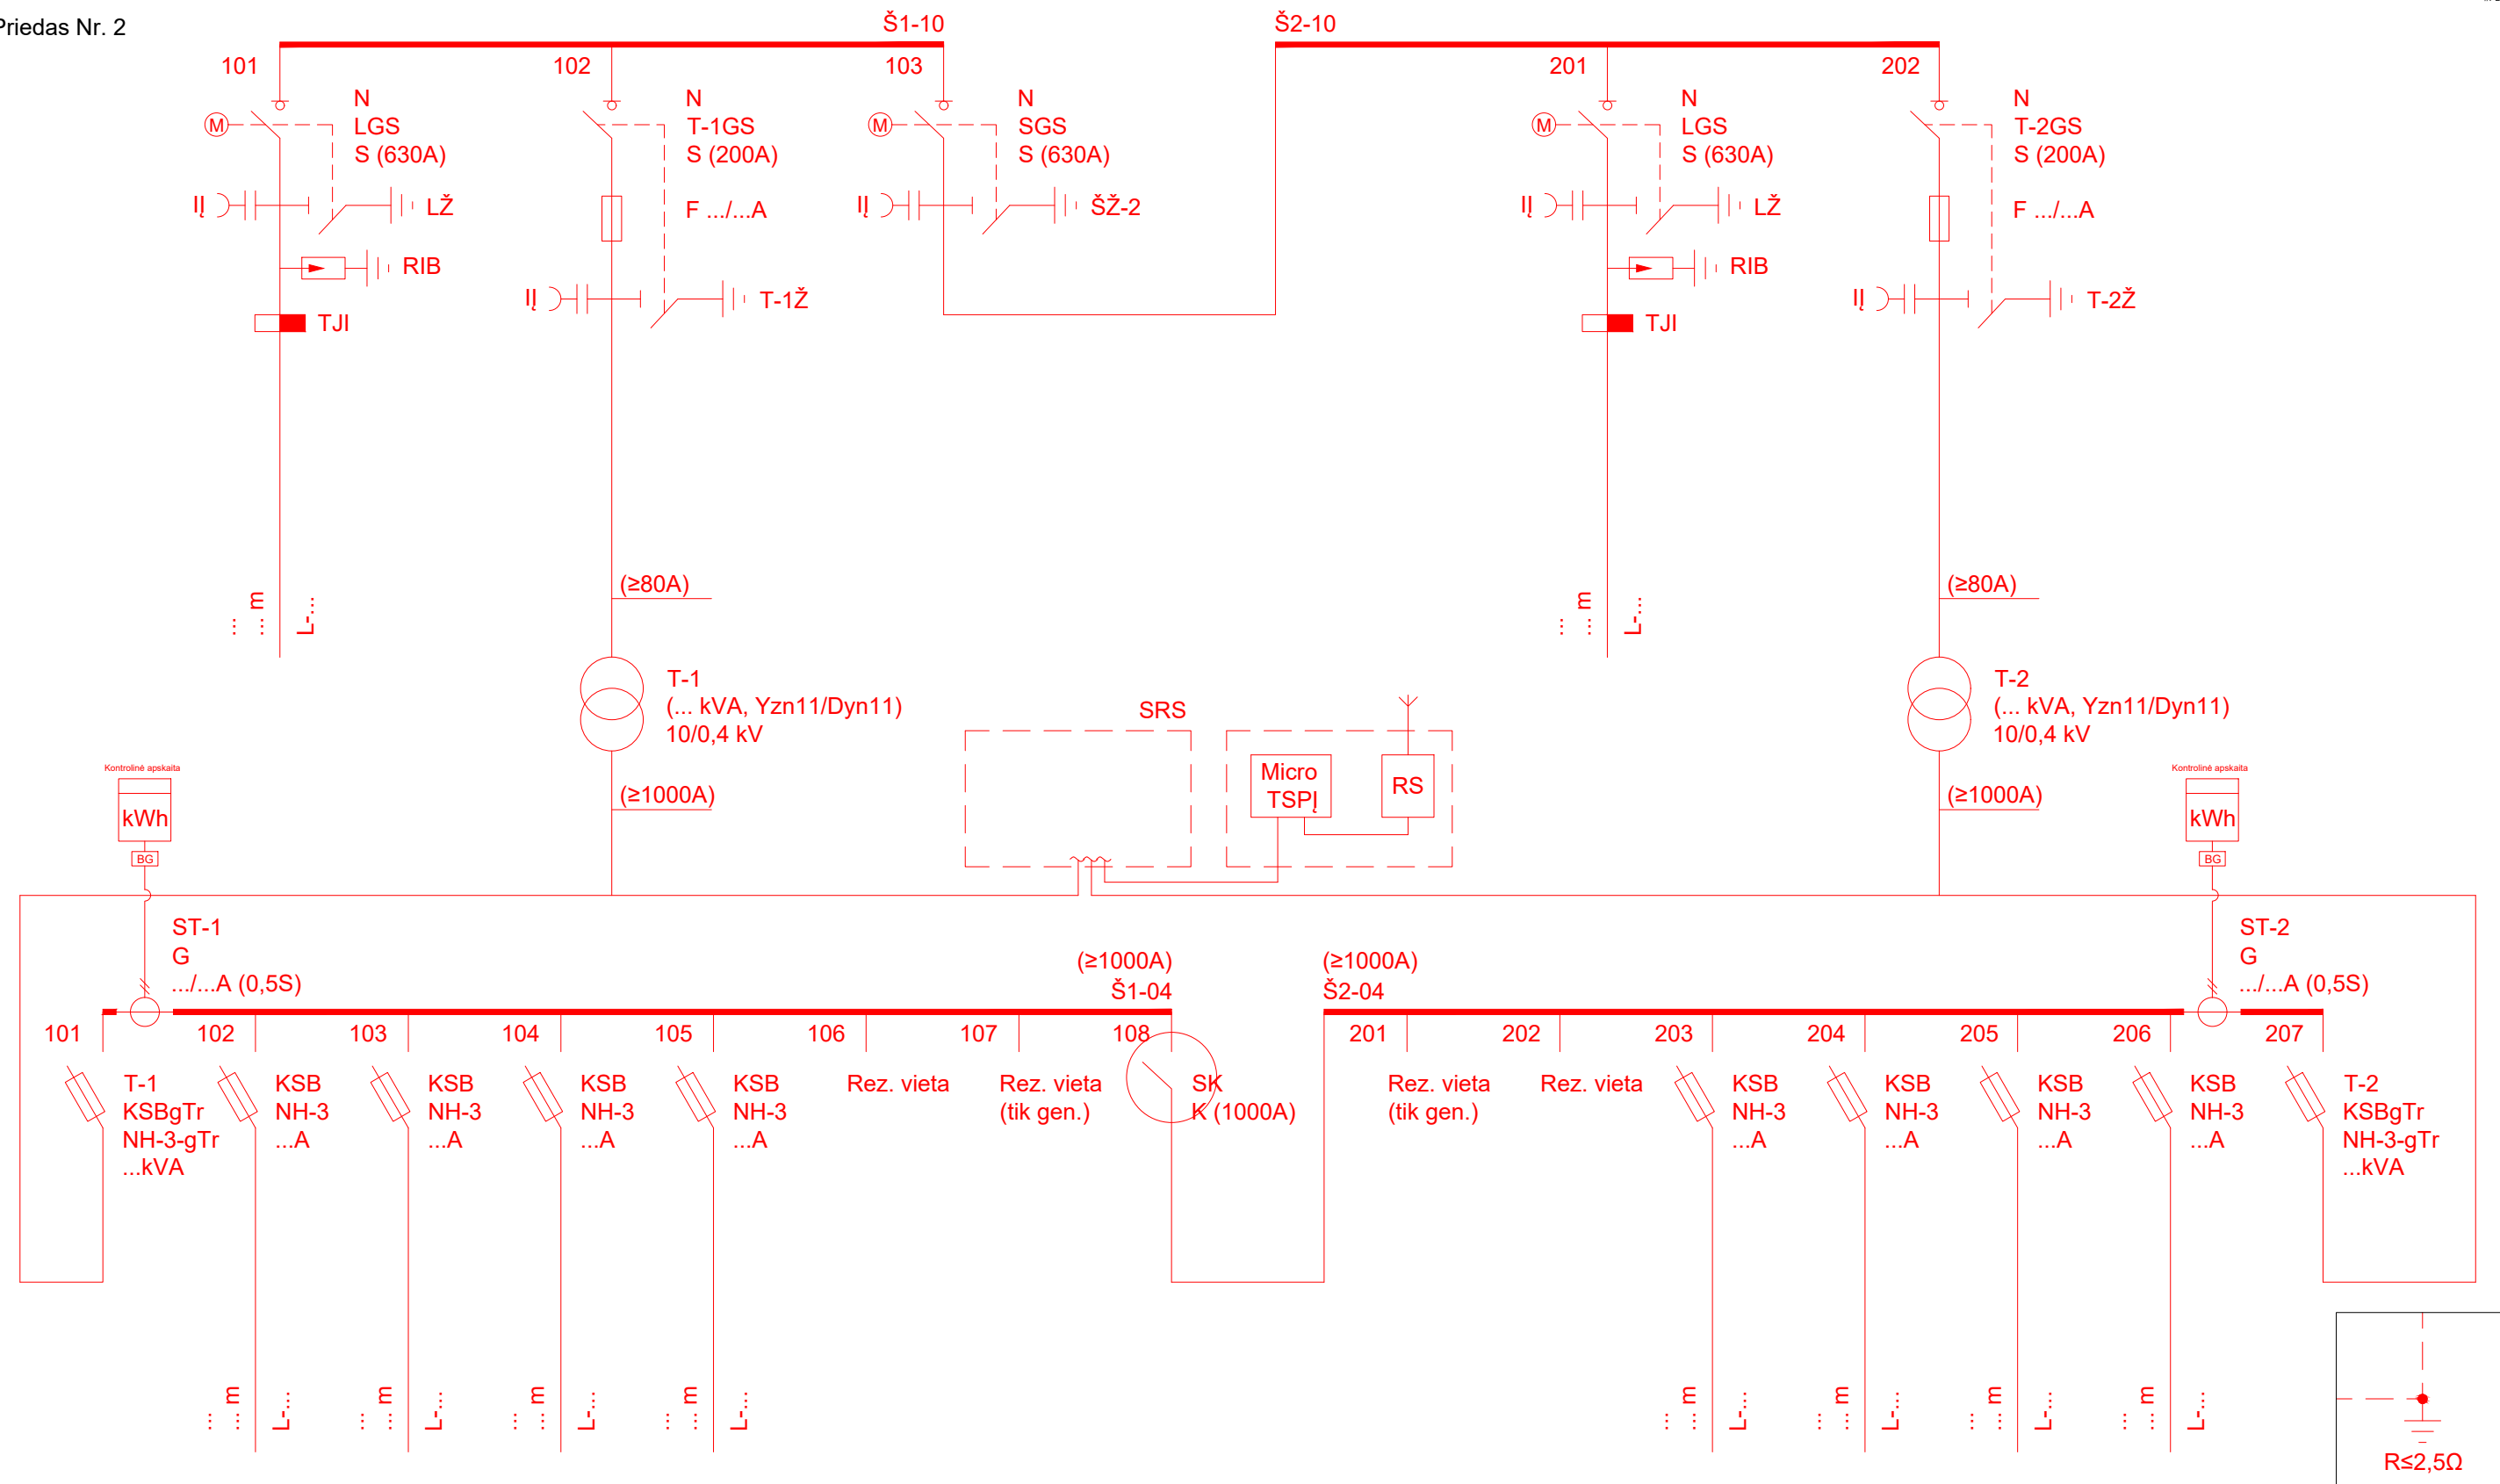 Priedas Nr. 2
Š1-10
Š2-10
101
102
103
201
202
M
N
LGS
S (630A)
N
T-1GS
S (200A)
M
N
SGS
S (630A)
M
N
LGS
S (630A)
N
T-2GS
S (200A)
IĮ
LŽ
F .../...A
IĮ
ŠŽ-2
IĮ
LŽ
F .../...A
RIB
RIB
IĮ
T-1Ž
IĮ
T-2Ž
TJI
TJI
...
... m
L-...
(≥80A)
...
... m
L-...
(≥80A)
T-1
(... kVA, Yzn11/Dyn11)
10/0,4 kV
T-2
(... kVA, Yzn11/Dyn11)
10/0,4 kV
SRS
Micro
TSPĮ
RS
Kontrolinė apskaita
kWh
BG
(≥1000A)
(≥1000A)
Kontrolinė apskaita
kWh
BG
ST-1
G
.../...A (0,5S)
(≥1000A)
Š1-04
(≥1000A)
Š2-04
ST-2
G
.../...A (0,5S)
101
102
103
104
105
106
107
108
201
202
203
204
205
206
207
T-1
KSBgTr
NH-3-gTr
...kVA
KSB
NH-3
...A
KSB
NH-3
...A
KSB
NH-3
...A
KSB
NH-3
...A
Rez. vieta
Rez. vieta
(tik gen.)
SK
K (1000A)
Rez. vieta
(tik gen.)
Rez. vieta
KSB
NH-3
...A
KSB
NH-3
...A
KSB
NH-3
...A
KSB
NH-3
...A
T-2
KSBgTr
NH-3-gTr
...kVA
...
... m
L-...
...
... m
L-...
...
... m
L-...
...
... m
L-...
...
... m
L-...
...
... m
L-...
...
... m
L-...
...
... m
L-...
R≤2,5Ω